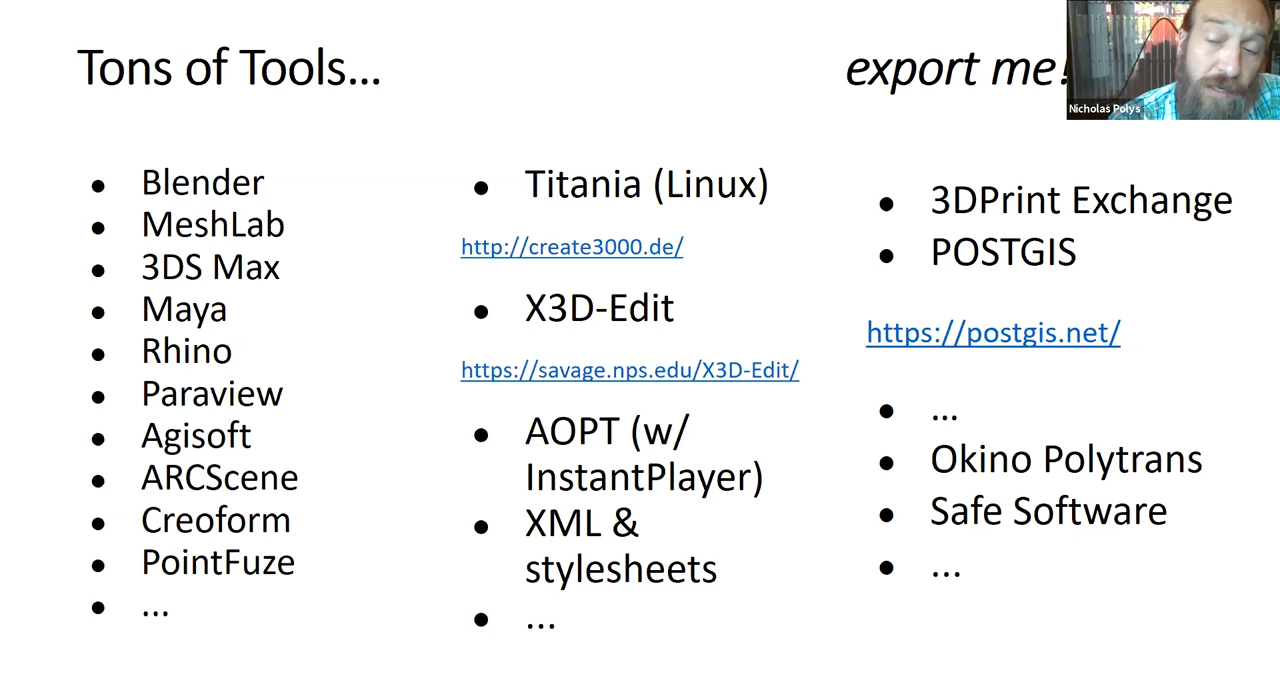 Tons of Tools...
export me!
Nicholas Polys
● Blender
● MeshLab
● 3DS Max
● Maya
● Rhino
● Paraview
● Agisoft
● ARCScene
● Creoform
● PointFuze
● ...
● Titania (Linux)
http://create3000.de/
● X3D-Edit
https://savage.nps.edu/X3D-Edit/
● AOPT (w/
InstantPlayer)
● XML &
stylesheets
● ...
● 3DPrint Exchange
● POSTGIS
https://postgis.net/
● ...
● Okino Polytrans
● Safe Software
● ...